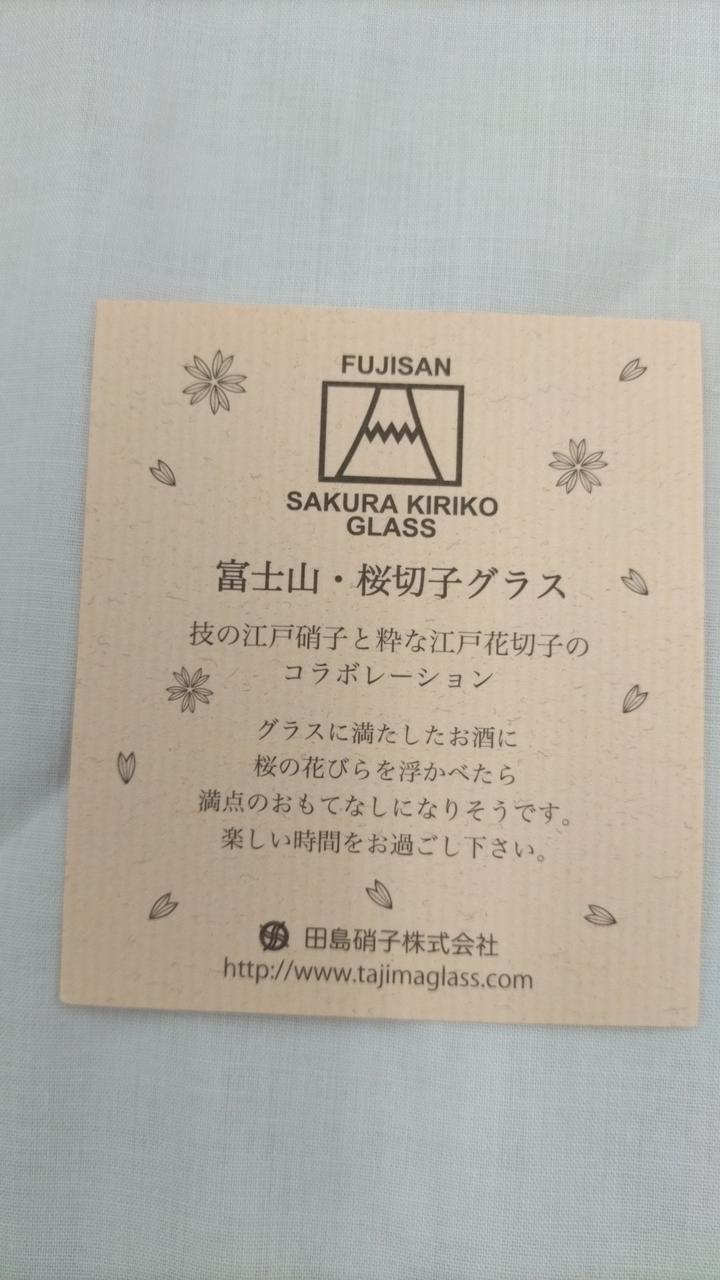 FUJISAN
SAKURA KIRIKO
GLASS
富士山・桜切子グラス
技の江戸硝子と粋な江戸花切子の
コラボレーション
グラスに満たしたお酒に
桜の花びらを浮かべたら
満点のおもてなしになりそうです。
楽しい時間をお過ごし下さい。
田島硝子株式会社
http://www.tajimaglass.com